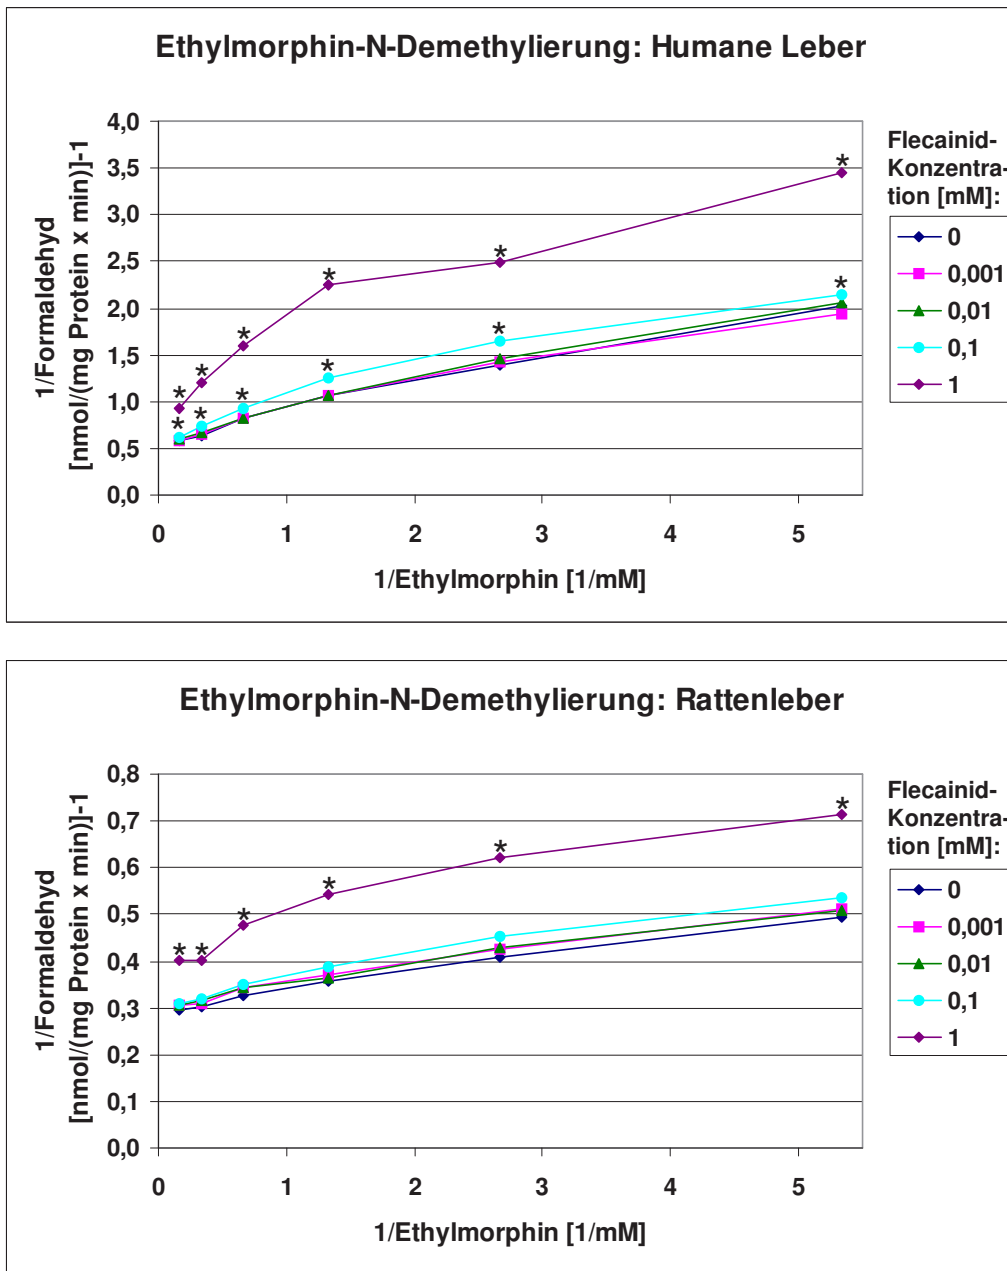 Ethylmorphin-N-Demethylierung: Humane Leber
1/Formaldehyd
[nmol/(mg Protein x min)]-1
4,0
3,5
3,0
2,5
2,0
1,5
1,0
0,5
0,0
* * * * * *
* * * * * *
0 1 2 3 4 5
1/Ethylmorphin [1/mM]
Flecainid-
Konzentra-
tion [mM]:
0
0,001
0,01
0,1
1
Ethylmorphin-N-Demethylierung: Rattenleber
1/Formaldehyd
[nmol/(mg Protein x min)]-1
0,8
0,7
0,6
0,5
0,4
0,3
0,2
0,1
0,0
* * * * * *
0 1 2 3 4 5
1/Ethylmorphin [1/mM]
Flecainid-
Konzentra-
tion [mM]:
0
0,001
0,01
0,1
1